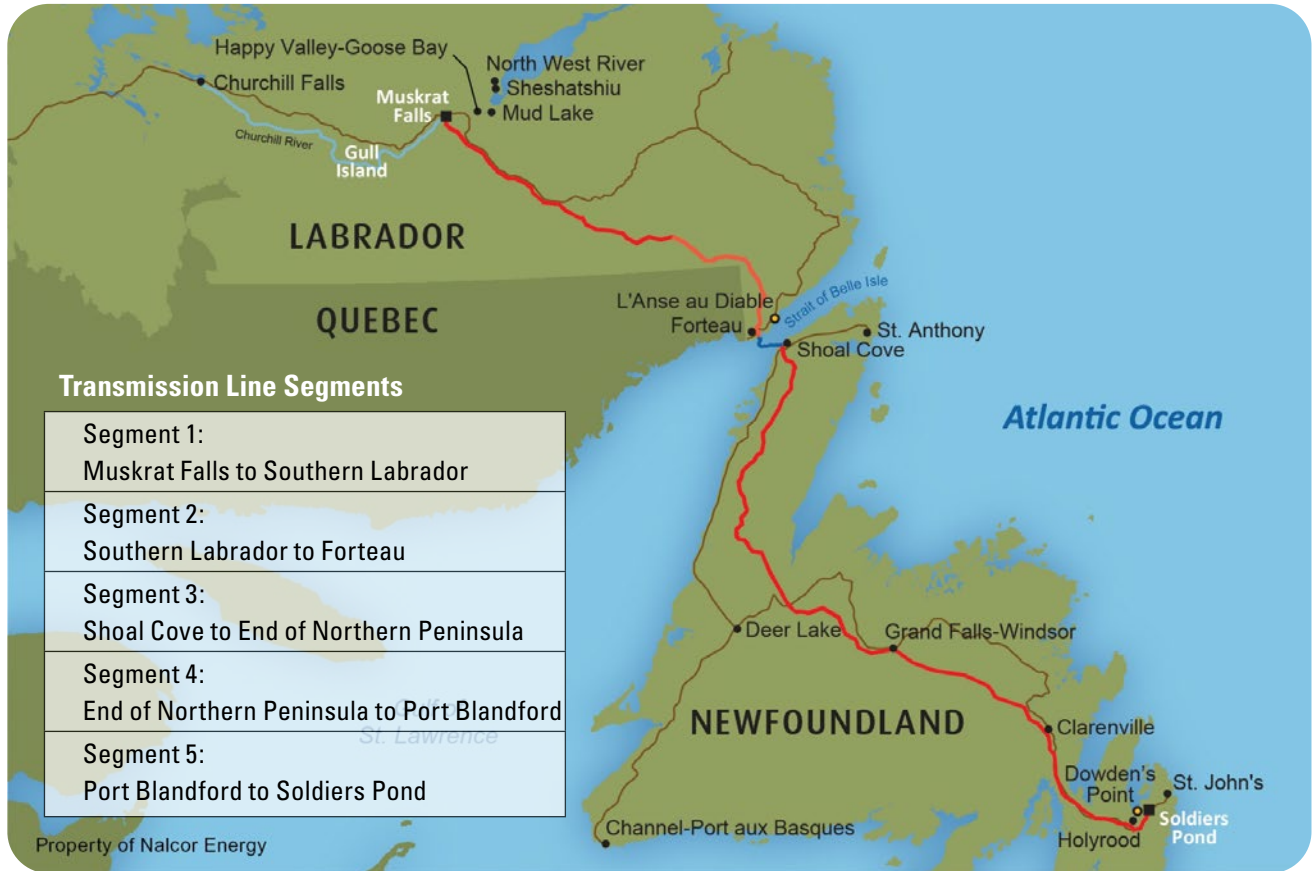 Happy Valley-Goose Bay
North West River
Churchill Falls
Sheshatshiu
Muskrat
Falls
Mud Lake
Churchill River
Gull
Island
LABRADOR
QUEBEC
L'Anse au Diable
Strait of Belle Isle
Forteau
St. Anthony
Shoal Cove
Atlantic Ocean
Transmission Line Segments
Segment 1:
Muskrat Falls to Southern Labrador
Segment 2:
Southern Labrador to Forteau
Segment 3:
Shoal Cove to End of Northern Peninsula
Segment 4:
End of Northern Peninsula to Port Blandford
Gulf of
St. Lawrence
Segment 5:
Port Blandford to Soldiers Pond
Deer Lake
Grand Falls-Windsor
NEWFOUNDLAND
Clarenville
Dowden's
Point
St. John's
Soldiers
Pond
Holyrood
Channel-Port aux Basques
Property of Nalcor Energy